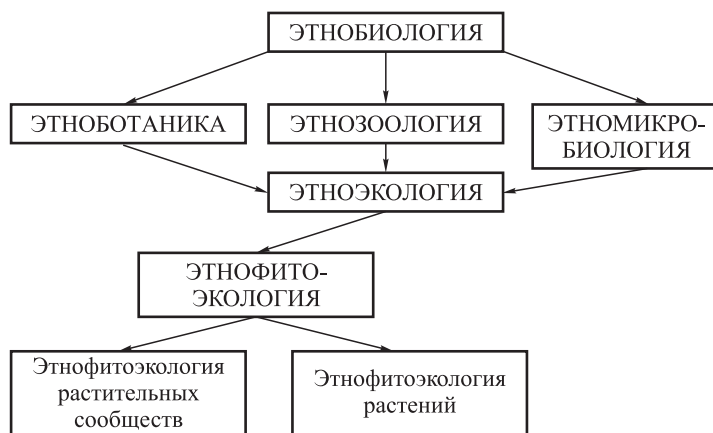 ЭТНОБИОЛОГИЯ
ЭТНОБОТАНИКА
ЭТНОЗООЛОГИЯ
ЭТНОМИКРО-
БИОЛОГИЯ
ЭТНОЭКОЛОГИЯ
ЭТНОФИТО-
ЭКОЛОГИЯ
Этнофитоэкология
растительных
сообществ
Этнофитоэкология
растений